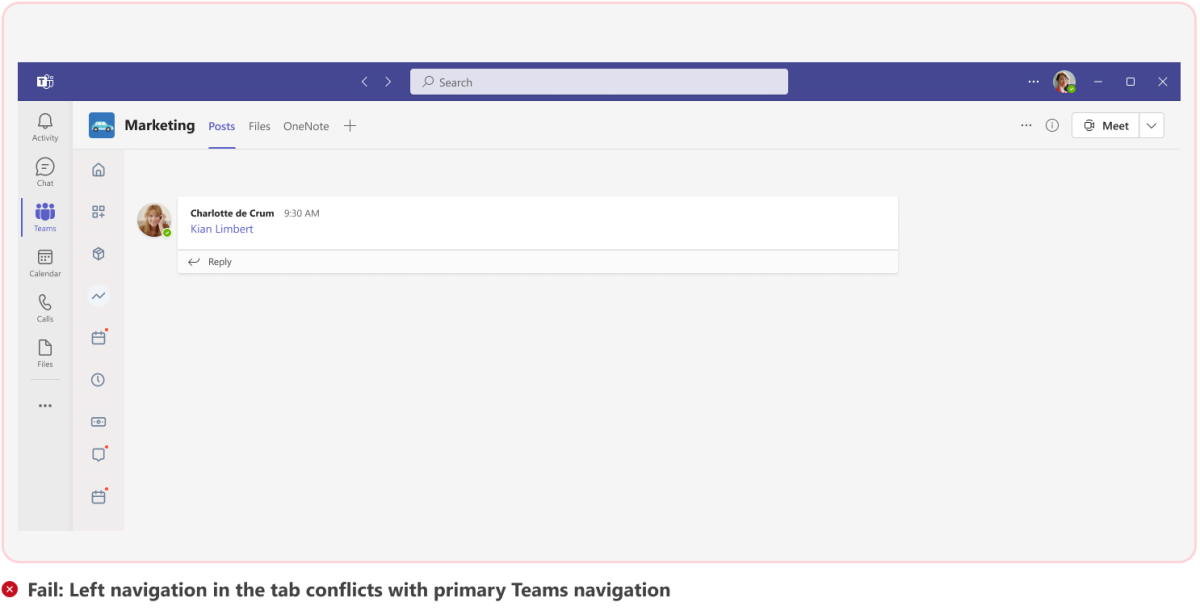 Search
Activity
Chat
Teams
Calendar
Calls
Files
Marketing Posts Files OneNote
Meet
Charlotte de Crum 9:30 AM
Kian Limbert
Reply
Fail: Left navigation in the tab conflicts with primary Teams navigation